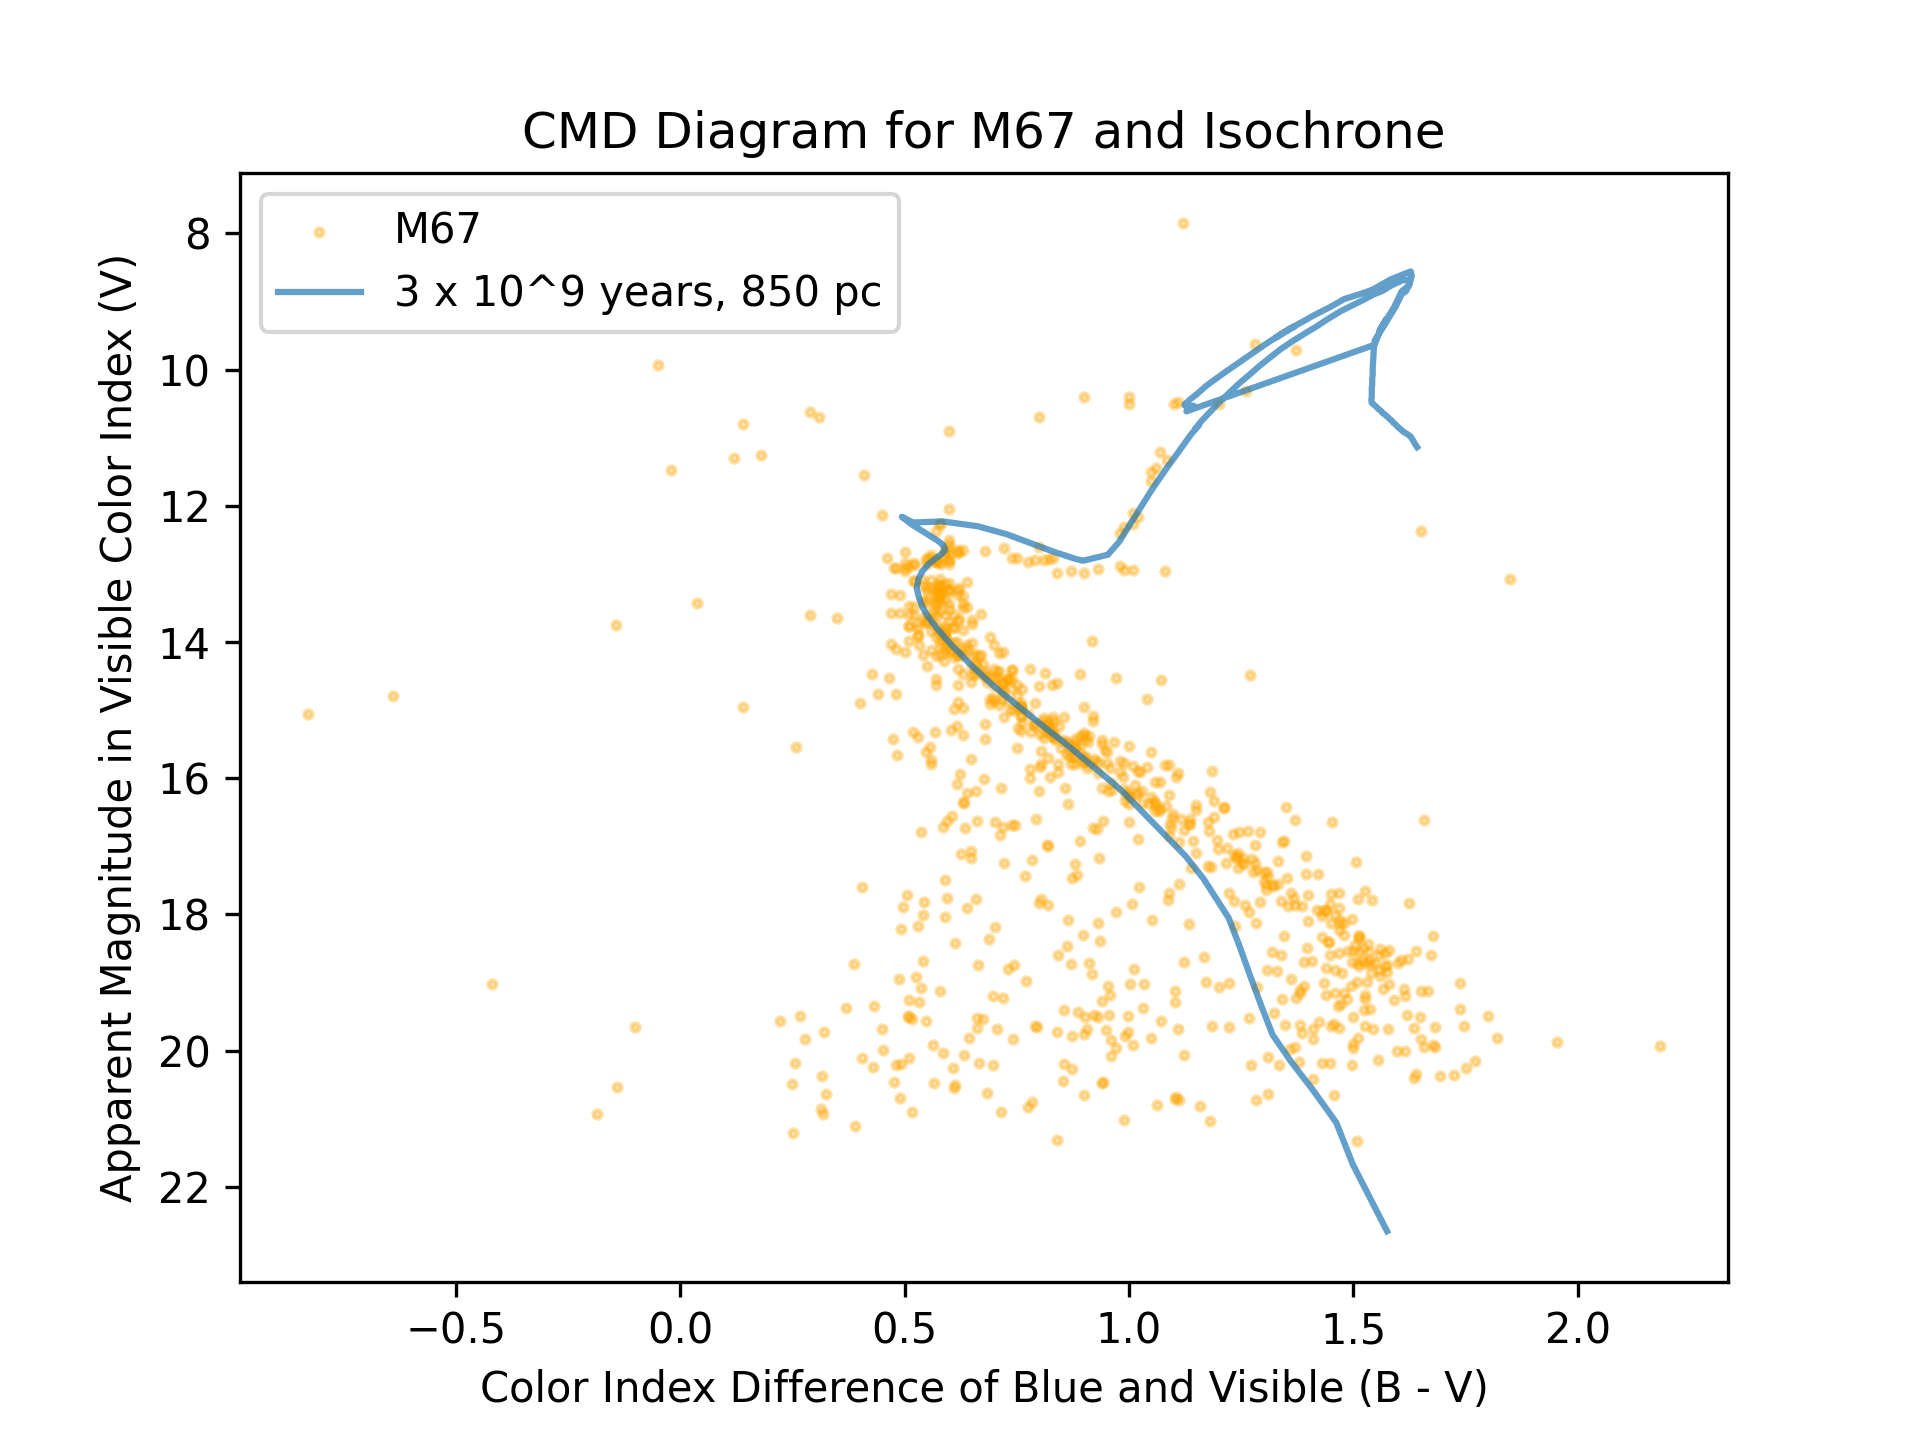 CMD Diagram for M67 and Isochrone
M67
3 x 10^9 years, 850 pc
Apparent Magnitude in Visible Color Index (V)
8
10
12
14
16
18
20
22
−0.5
0.0
0.5
1.0
1.5
2.0
Color Index Difference of Blue and Visible (B - V)